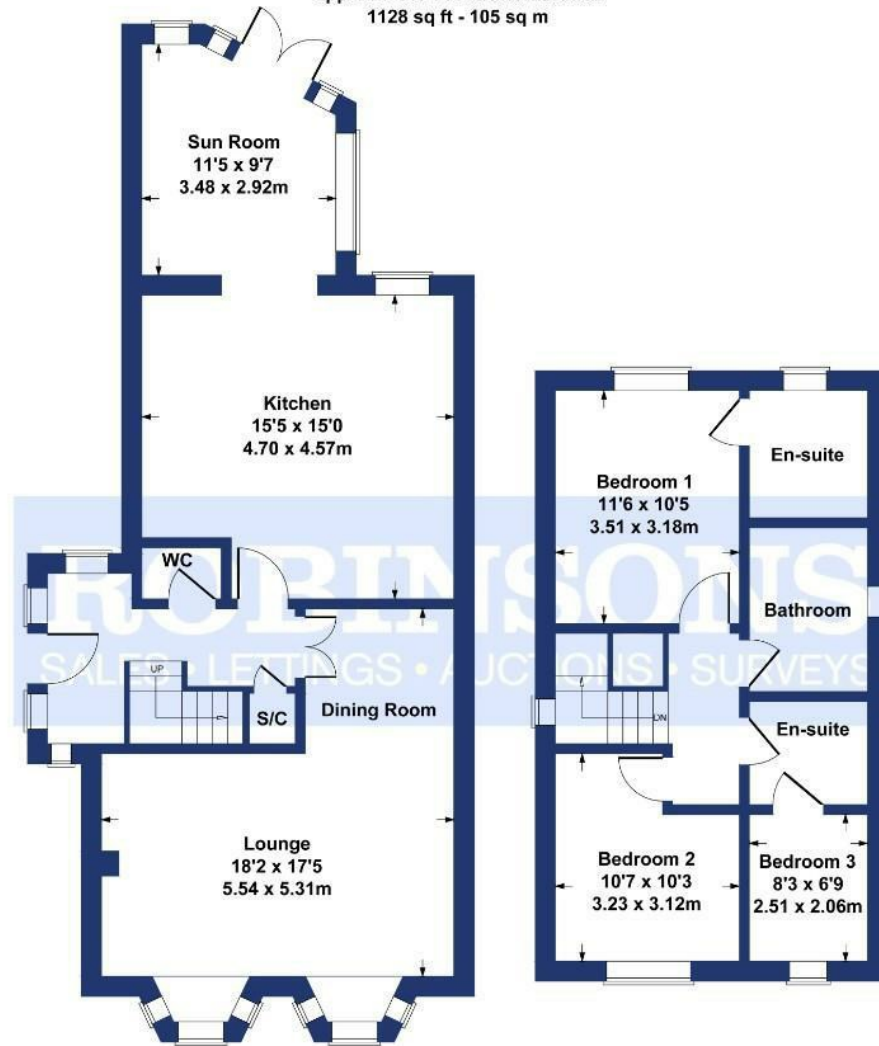 1128 sq ft - 105 sq m
Sun Room
11'5 x 9'7
3.48 x 2.92m
Kitchen
15'5 x 15'0
4.70 x 4.57m
WC
UP
S/C
Dining Room
Lounge
18'2 x 17'5
5.54 x 5.31m
Bedroom 1
11'6 x 10'5
3.51 x 3.18m
En-suite
Bathroom
DN
En-suite
Bedroom 2
10'7 x 10'3
3.23 x 3.12m
Bedroom 3
8'3 x 6'9
2.51 x 2.06m
ROBINSONS
SALES • LETTINGS • AUCTIONS • SURVEYS